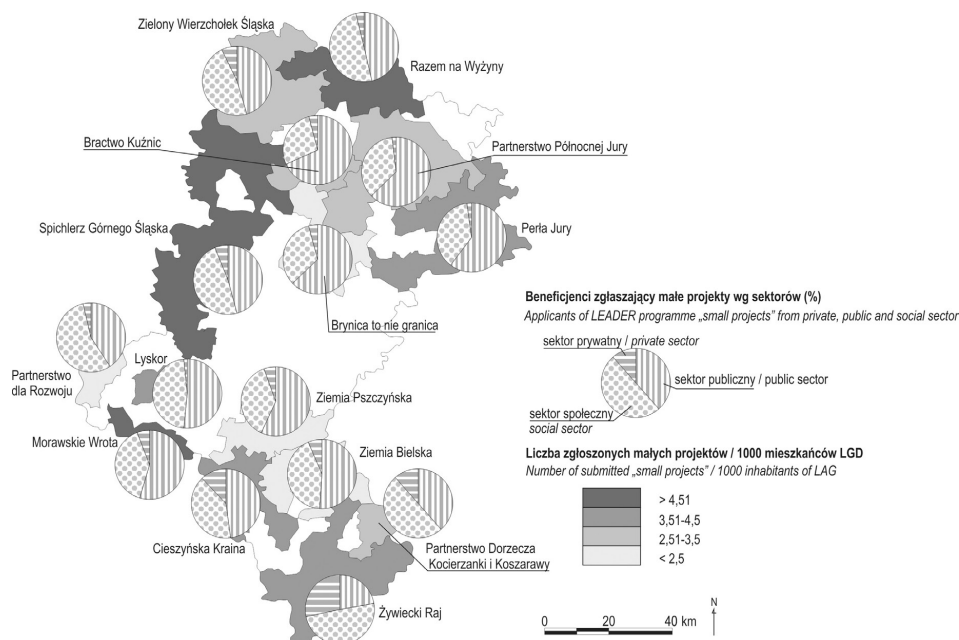 Zielony Wierzchołek Śląska
Razem na Wyżyny
Bractwo Kuźnic
Partnerstwo Północnej Jury
Spichlerz Górnego Śląska
Perła Jury
Brynica to nie granica
Partnerstwo
dla Rozwoju
Lyskor
Ziemia Pszczyńska
Morawskie Wrota
Ziemia Bielska
Cieszyńska Kraina
Partnerstwo Dorzecza
Kocierzanki i Koszarawy
Żywiecki Raj
Beneficjenci zgłaszający małe projekty wg sektorów (%)
Applicants of LEADER programme „small projects” from private, public and social sector
sektor prywatny / private sector
sektor publiczny / public sector
sektor społeczny
social sector
Liczba zgłoszonych małych projektów / 1000 mieszkańców LGD
Number of submitted „small projects” / 1000 inhabitants of LAG
> 4,51
3,51-4,5
2,51-3,5
< 2,5
0 20 40 km
N